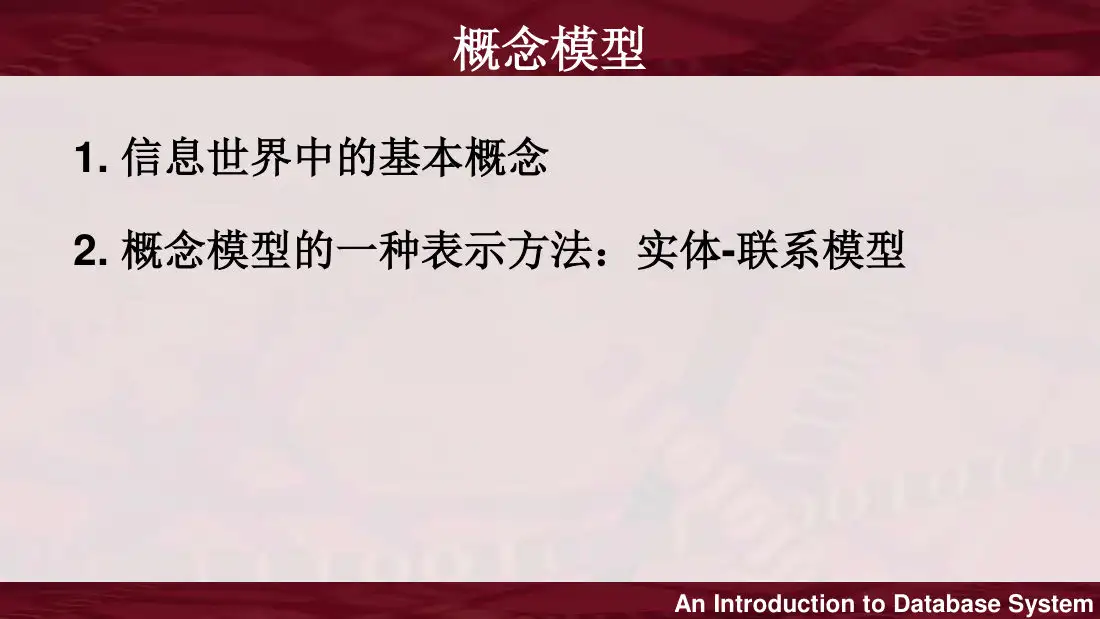 概念模型
1. 信息世界中的基本概念
2. 概念模型的一种表示方法：实体-联系模型
An Introduction to Database System